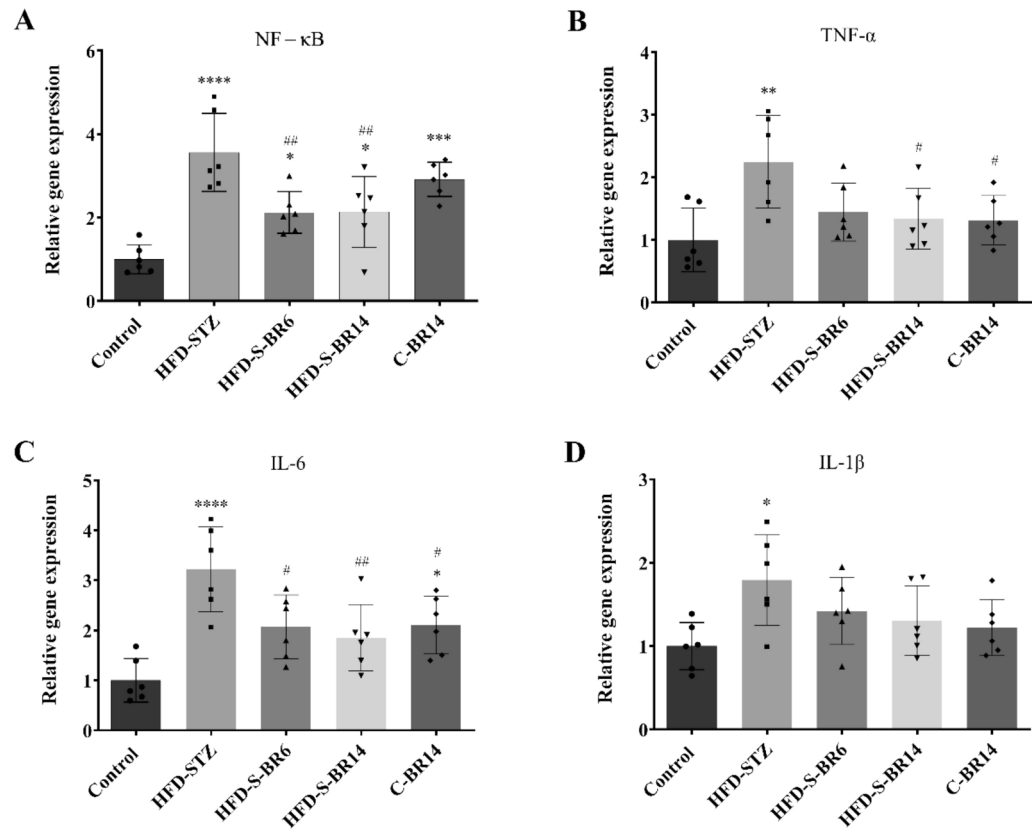 A
NF – κB
Relative gene expression
6
4
2
0
****
##
*
##
*
***
Control
HFD-STZ
HFD-S-BR6
HFD-S-BR14
C-BR14
B
TNF-α
Relative gene expression
4
3
2
1
0
**
#
#
Control
HFD-STZ
HFD-S-BR6
HFD-S-BR14
C-BR14
C
IL-6
Relative gene expression
5
4
3
2
1
0
****
#
##
#
*
Control
HFD-STZ
HFD-S-BR6
HFD-S-BR14
C-BR14
D
IL-1β
Relative gene expression
3
2
1
0
*
Control
HFD-STZ
HFD-S-BR6
HFD-S-BR14
C-BR14